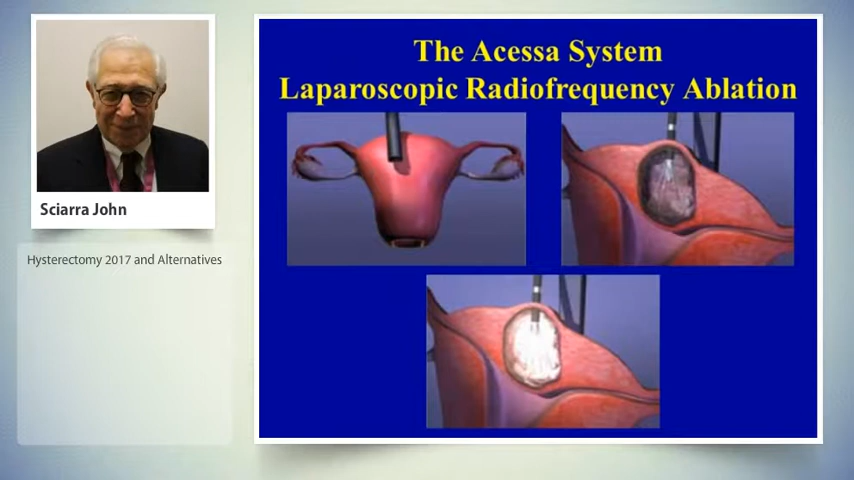 Sciarra John
Hysterectomy 2017 and Alternatives
The Acessa System
Laparoscopic Radiofrequency Ablation